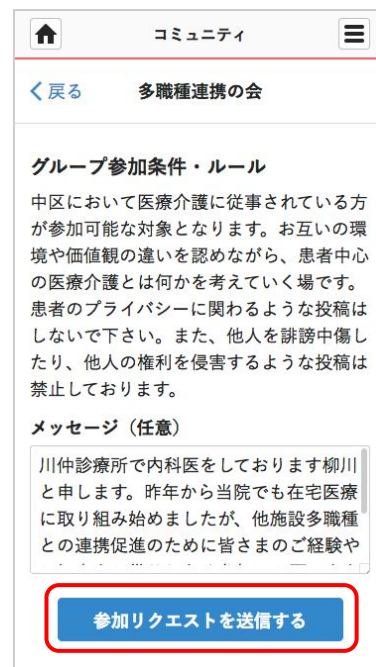 コミュニティ
戻る
多職種連携の会
グループ参加条件・ルール
中区において医療介護に従事されている方
が参加可能な対象となります。お互いの環
境や価値観の違いを認めながら、患者中心
の医療介護とは何かを考えていく場です。
患者のプライバシーに関わるような投稿は
しないで下さい。また、他人を誹謗中傷し
たり、他人の権利を侵害するような投稿は
禁止しております。
メッセージ（任意）
川仲診療所で内科医をしております柳川
と申します。昨年から当院でも在宅医療
に取り組み始めましたが、他施設多職種
との連携促進のために皆さまのご経験や
参加リクエストを送信する